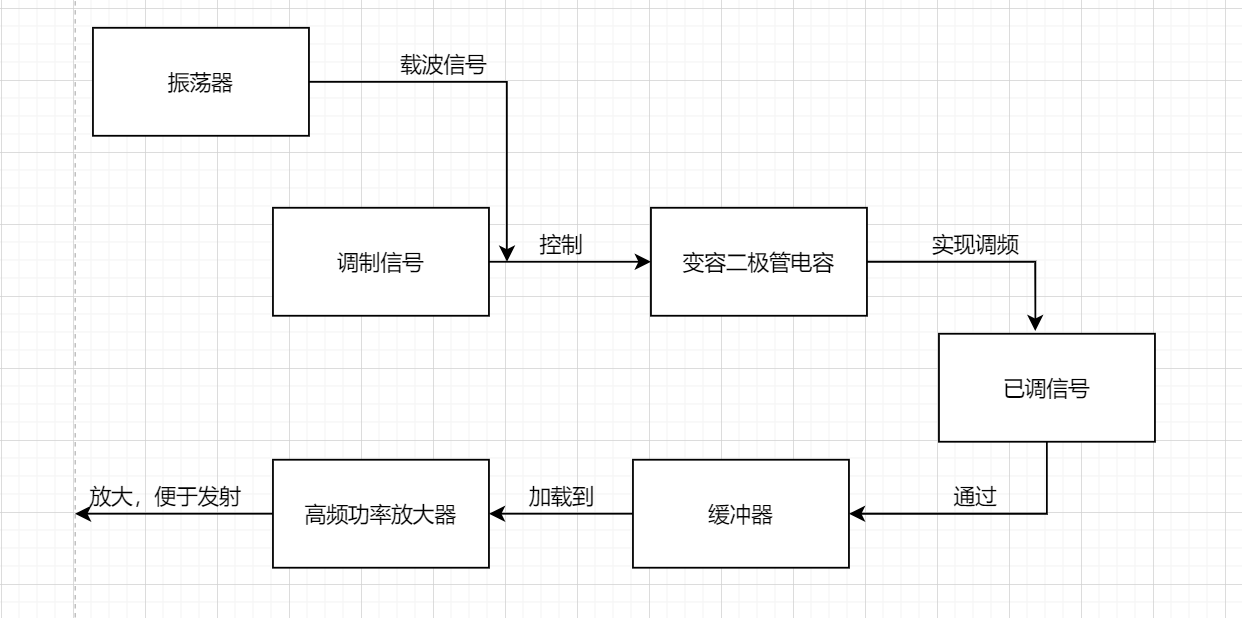 载波信号
振荡器
控制
实现调频
调制信号
变容二极管电容
已调信号
放大，便于发射
加载到
通过
高频功率放大器
缓冲器